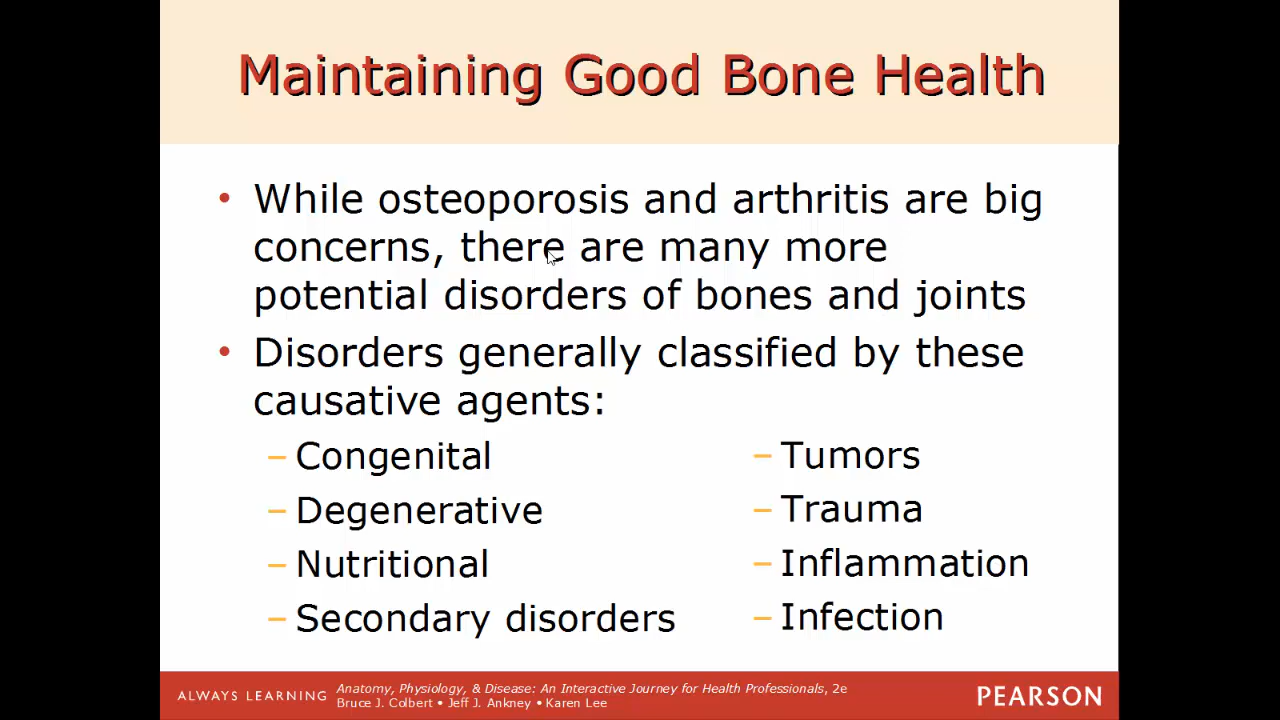 Maintaining Good Bone Health
• While osteoporosis and arthritis are big
concerns, there are many more
potential disorders of bones and joints
• Disorders generally classified by these
causative agents:
– Congenital
– Degenerative
– Nutritional
– Secondary disorders
– Tumors
– Trauma
– Inflammation
– Infection
ALWAYS LEARNING
Anatomy, Physiology, & Disease: An Interactive Journey for Health Professionals, 2e
Bruce J. Colbert • Jeff J. Ankney • Karen Lee
PEARSON